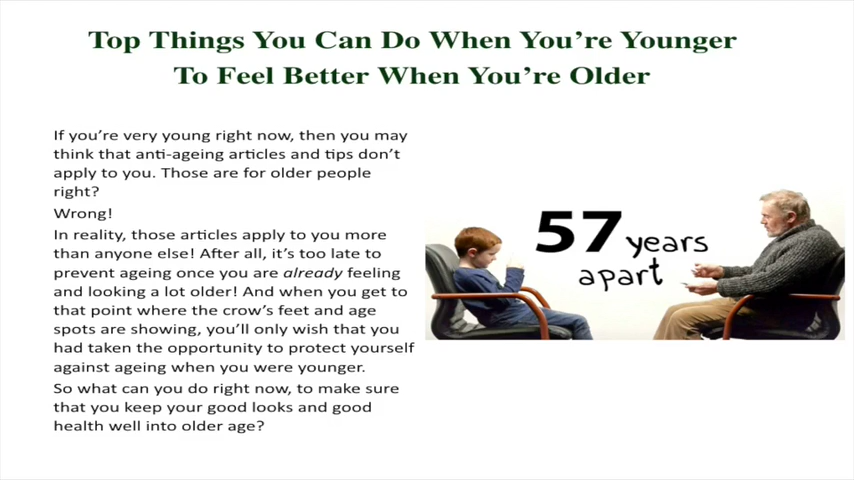 Top Things You Can Do When You’re Younger
To Feel Better When You’re Older
If you’re very young right now, then you may
think that anti-ageing articles and tips don’t
apply to you. Those are for older people
right?
Wrong!
In reality, those articles apply to you more
than anyone else! After all, it’s too late to
prevent ageing once you are already feeling
and looking a lot older! And when you get to
that point where the crow’s feet and age
spots are showing, you’ll only wish that you
had taken the opportunity to protect yourself
against ageing when you were younger.
So what can you do right now, to make sure
that you keep your good looks and good
health well into older age?
57 years
apart